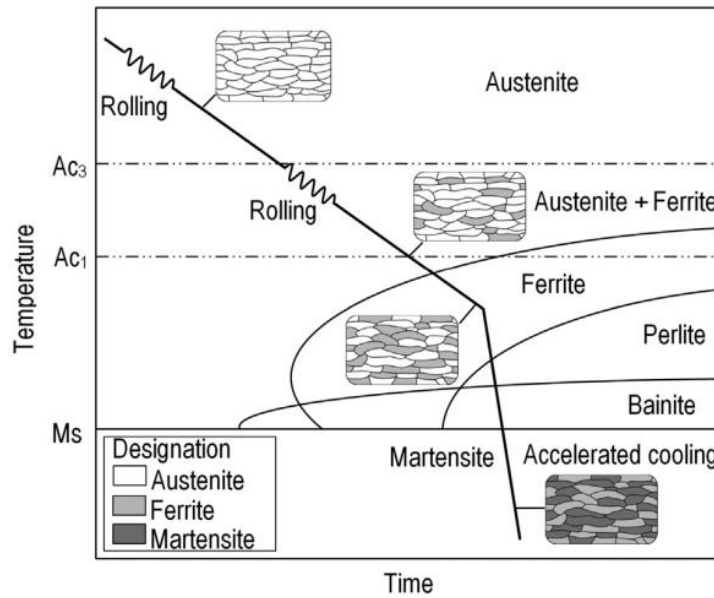 Austenite
Rolling
Ac3
Austenite + Ferrite
Rolling
Ac1
Ferrite
Perlite
Bainite
Ms
Martensite
Accelerated cooling
Designation
Austenite
Ferrite
Martensite
Temperature
Time